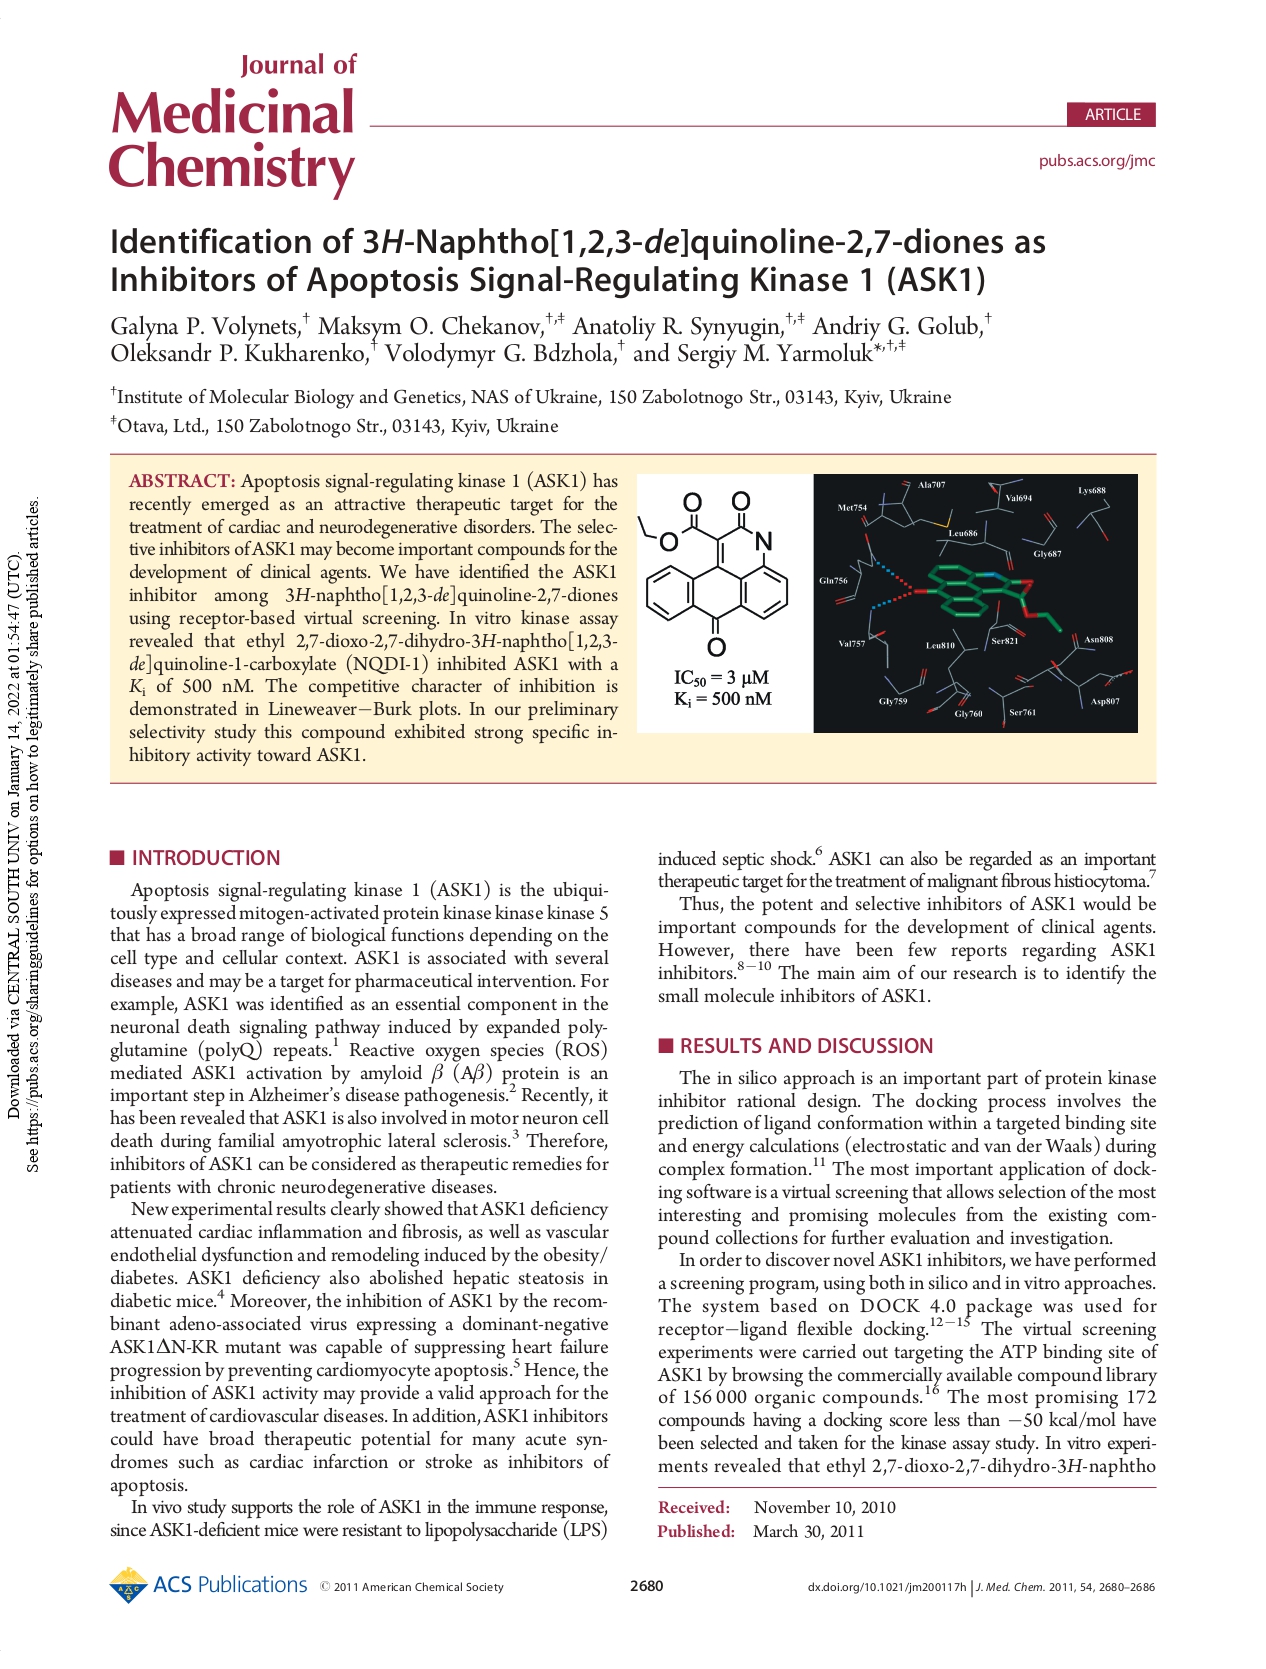 Journal of
Medicinal
Chemistry
ARTICLE
pubs.acs.org/jmc
Identification of 3H-Naphtho[1,2,3-de]quinoline-2,7-diones as
Inhibitors of Apoptosis Signal-Regulating Kinase 1 (ASK1)
Galyna P. Volynets,† Maksym O. Chekanov,†,‡ Anatoliy R. Synyugin,†,‡ Andriy G. Golub,†
Oleksandr P. Kukharenko,† Volodymyr G. Bdzhola,† and Sergiy M. Yarmoluk*,†,‡
†Institute of Molecular Biology and Genetics, NAS of Ukraine, 150 Zabolotnogo Str., 03143, Kyiv, Ukraine
‡Otava, Ltd., 150 Zabolotnogo Str., 03143, Kyiv, Ukraine
ABSTRACT: Apoptosis signal-regulating kinase 1 (ASK1) has
recently emerged as an attractive therapeutic target for the
treatment of cardiac and neurodegenerative disorders. The selec-
tive inhibitors of ASK1 may become important compounds for the
development of clinical agents. We have identified the ASK1
inhibitor among 3H-naphtho[1,2,3-de]quinoline-2,7-diones
using receptor-based virtual screening. In vitro kinase assay
revealed that ethyl 2,7-dioxo-2,7-dihydro-3H-naphtho[1,2,3-
de]quinoline-1-carboxylate (NQDI-1) inhibited ASK1 with a
Ki of 500 nM. The competitive character of inhibition is
demonstrated in Lineweaver−Burk plots. In our preliminary
selectivity study this compound exhibited strong specific in-
hibitory activity toward ASK1.
O O
O N
O
IC50 = 3 μM
Ki = 500 nM
Ala707
Val694
Lys688
Met754
Leu686
Gly687
Gln756
Val757
Leu810
Ser821
Asn808
Gly759
Gly760
Ser761
Asp807
INTRODUCTION
Apoptosis signal-regulating kinase 1 (ASK1) is the ubiqui-
tously expressed mitogen-activated protein kinase kinase kinase 5
that has a broad range of biological functions depending on the
cell type and cellular context. ASK1 is associated with several
diseases and may be a target for pharmaceutical intervention. For
example, ASK1 was identified as an essential component in the
neuronal death signaling pathway induced by expanded poly-
glutamine (polyQ) repeats.1 Reactive oxygen species (ROS)
mediated ASK1 activation by amyloid β (Aβ) protein is an
important step in Alzheimer's disease pathogenesis.2 Recently, it
has been revealed that ASK1 is also involved in motor neuron cell
death during familial amyotrophic lateral sclerosis.3 Therefore,
inhibitors of ASK1 can be considered as therapeutic remedies for
patients with chronic neurodegenerative diseases.
New experimental results clearly showed that ASK1 deficiency
attenuated cardiac inflammation and fibrosis, as well as vascular
endothelial dysfunction and remodeling induced by the obesity/
diabetes. ASK1 deficiency also abolished hepatic steatosis in
diabetic mice.4 Moreover, the inhibition of ASK1 by the recom-
binant adeno-associated virus expressing a dominant-negative
ASK1ΔN-KR mutant was capable of suppressing heart failure
progression by preventing cardiomyocyte apoptosis.5 Hence, the
inhibition of ASK1 activity may provide a valid approach for the
treatment of cardiovascular diseases. In addition, ASK1 inhibitors
could have broad therapeutic potential for many acute syn-
dromes such as cardiac infarction or stroke as inhibitors of
apoptosis.
In vivo study supports the role of ASK1 in the immune response,
since ASK1-deficient mice were resistant to lipopolysaccharide (LPS)
induced septic shock.6 ASK1 can also be regarded as an important
therapeutic target for the treatment of malignant fibrous histiocytoma.7
Thus, the potent and selective inhibitors of ASK1 would be
important compounds for the development of clinical agents.
However, there have been few reports regarding ASK1
inhibitors.8−10 The main aim of our research is to identify the
small molecule inhibitors of ASK1.
RESULTS AND DISCUSSION
The in silico approach is an important part of protein kinase
inhibitor rational design. The docking process involves the
prediction of ligand conformation within a targeted binding site
and energy calculations (electrostatic and van der Waals) during
complex formation.11 The most important application of dock-
ing software is a virtual screening that allows selection of the most
interesting and promising molecules from the existing com-
pound collections for further evaluation and investigation.
In order to discover novel ASK1 inhibitors, we have performed
a screening program, using both in silico and in vitro approaches.
The system based on DOCK 4.0 package was used for
receptor−ligand flexible docking.12−15 The virtual screening
experiments were carried out targeting the ATP binding site of
ASK1 by browsing the commercially available compound library
of 156 000 organic compounds.16 The most promising 172
compounds having a docking score less than −50 kcal/mol have
been selected and taken for the kinase assay study. In vitro experi-
ments revealed that ethyl 2,7-dioxo-2,7-dihydro-3H-naphtho
Received: November 10, 2010
Published: March 30, 2011
ACS Publications © 2011 American Chemical Society
2680
dx.doi.org/10.1021/jm200117h | J. Med. Chem. 2011, 54, 2680–2686
Downloaded via CENTRAL SOUTH UNIV on January 14, 2022 at 01:54:47 (UTC).
See https://pubs.acs.org/sharingguidelines for options on how to legitimately share published articles.